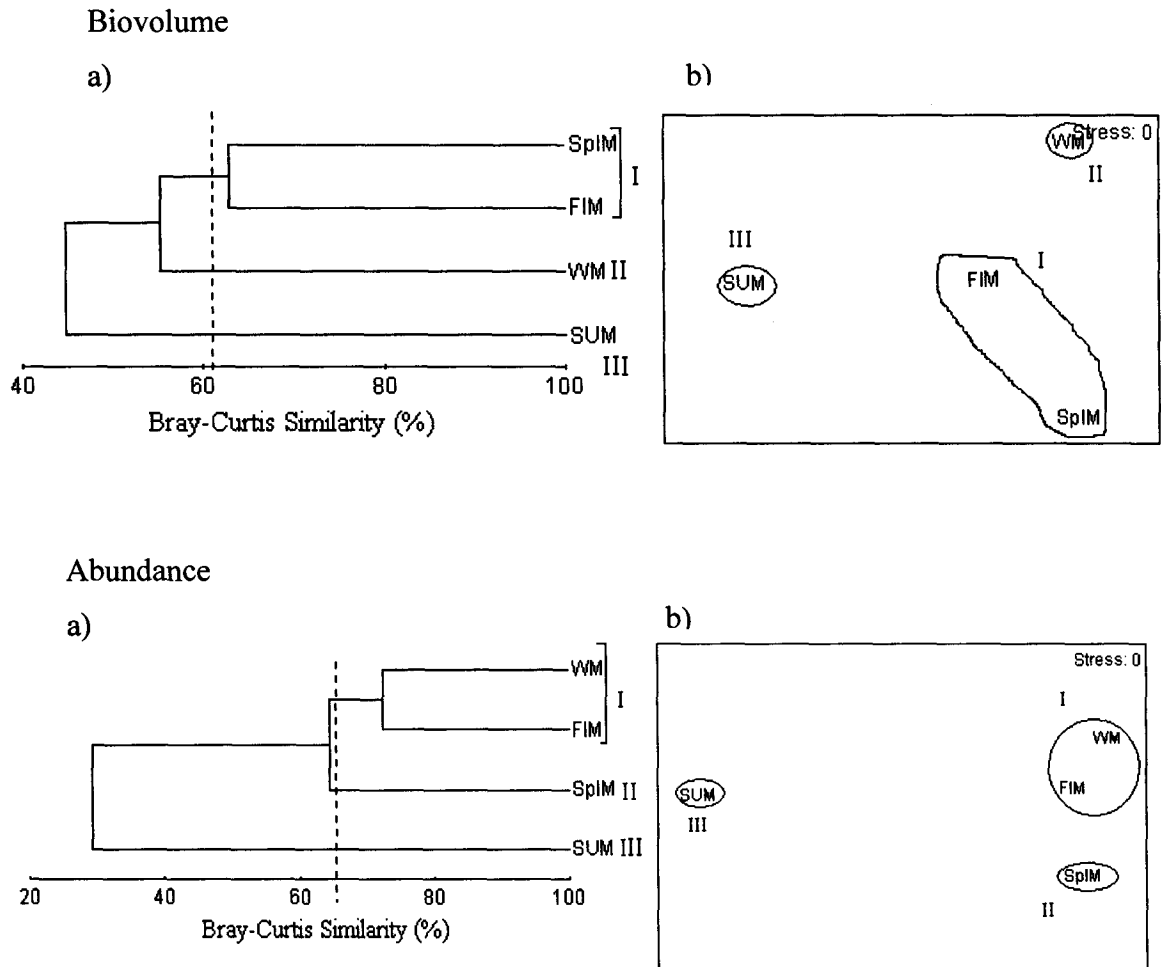 Biovolume
a)
SpIM
I
FIM
WM II
SUM
III
40 60 80 100
Bray-Curtis Similarity (%)
b)
Stress: 0
WM
II
III
SUM
I
FIM
SpIM
Abundance
a)
WM
I
FIM
SpIM II
SUM III
20 40 60 80 100
Bray-Curtis Similarity (%)
b)
Stress: 0
I
WM
FIM
SUM
III
SpIM
II